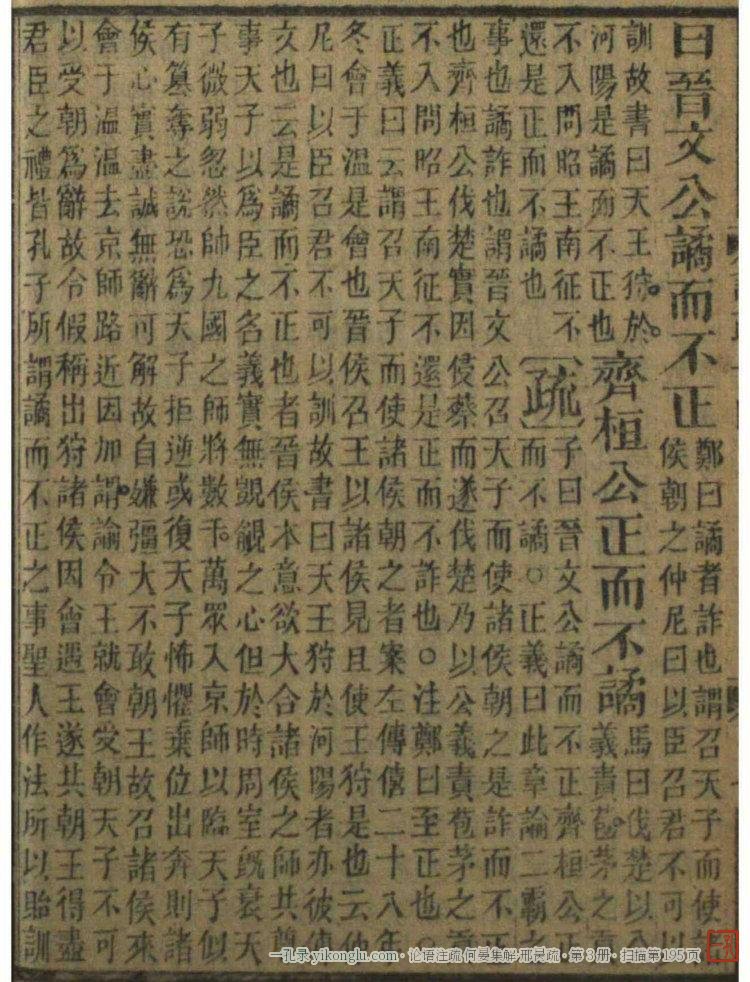 曰晉文公譎而不正
鄭曰譎者詐也謂召天子而使諸
侯朝之仲尼曰以臣召君不可以
訓故書曰天王狩於
河陽是譎而不正也
齊桓公正而不譎
馬曰伐楚以公
義責苞茅之貢
不入問昭王南征不
還是正而不譎也
疏
子曰晉文公譎而不正齊桓公正
而不譎○正義曰此章論二霸之
事也譎詐也謂晉文公召天子而使諸侯朝之是詐而不正
也齊桓公伐楚實因侵蔡而遂伐楚乃以公義責苞茅之貢
不入問昭王南征不還是正而不詐也○注鄭曰至正也
正義曰云謂召天子而使諸侯朝之者案左傳僖二十八年
冬會于溫是會也晉侯召王以諸侯見且使王狩是也云仲
尼曰以臣召君不可以訓故書曰天王狩於河陽者亦彼傳
文也云是譎而不正也者晉侯本意欲大合諸侯之師共尊
事天子以爲臣之名義實無覬覦之心但於時周室旣衰天
子微弱忽然帥九國之師將數千萬眾入京師以臨天子似
有簒奪之說恐爲天子拒逆或復天子怖懼棄位出奔則諸
侯心實盡誠無辭可解故自嫌彊大不敢朝王故召諸侯來
會于溫溫去京師路近因加謂諭令王就會受朝天子不可
以受朝爲辭故令假稱出狩諸侯因會遇王遂共朝王得盡
君臣之禮皆孔子所謂譎而不正之事聖人作法所以貽訓
一孔录 yikonglu.com · 论语注疏 何晏集解 邢昺疏 · 第3册 · 扫描第195页